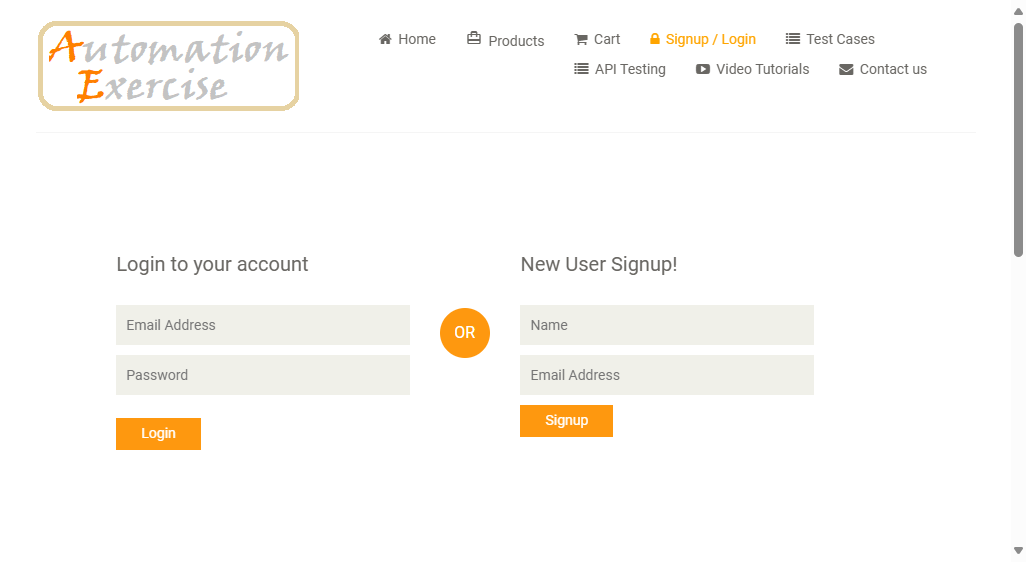 Automation
Exercise
Home Products Cart Signup / Login Test Cases
API Testing Video Tutorials Contact us
Login to your account
Email Address
Password
Login
OR
New User Signup!
Name
Email Address
Signup